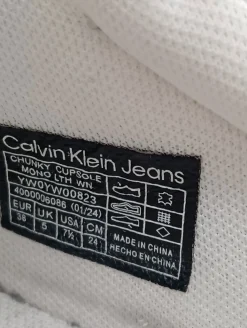 Calvin Klein Jeans
CHUNKY CUPSOLE
MONO LTH WN
YW0YW00823
4000006086 (01/24)
EUR UK USA CM
38 5 7½ 24
MADE IN CHINA
HECHO EN CHINA